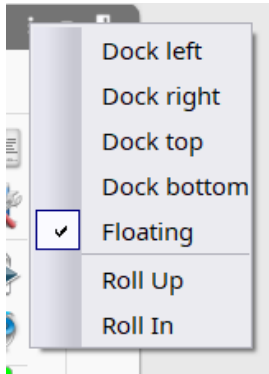 Dock left
Dock right
Dock top
Dock bottom
Floating
Roll Up
Roll In